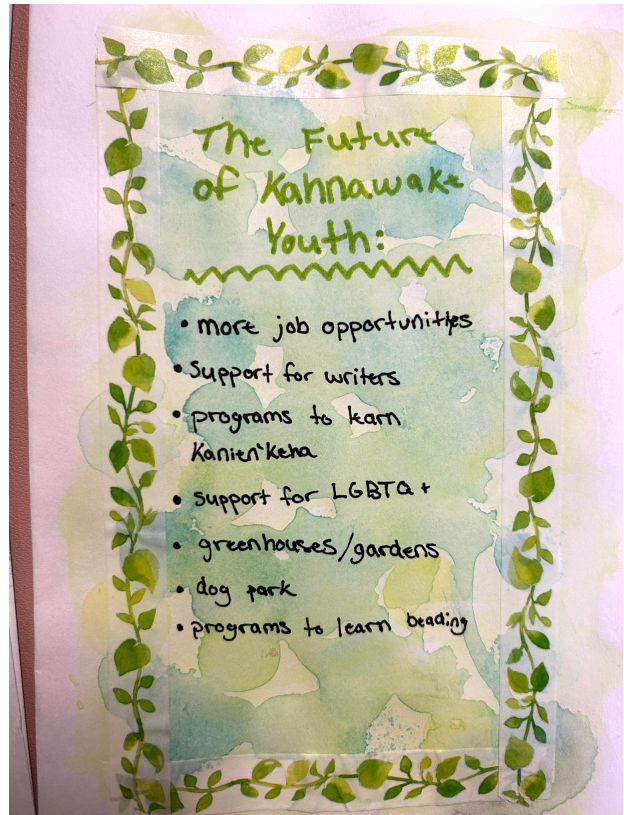 The Future
of Kahnawake
Youth:
• more job opportunities
• Support for writers
• programs to learn
Kanien'keha
• support for LGBTQ+
• greenhouses/gardens
• dog park
• programs to learn beading